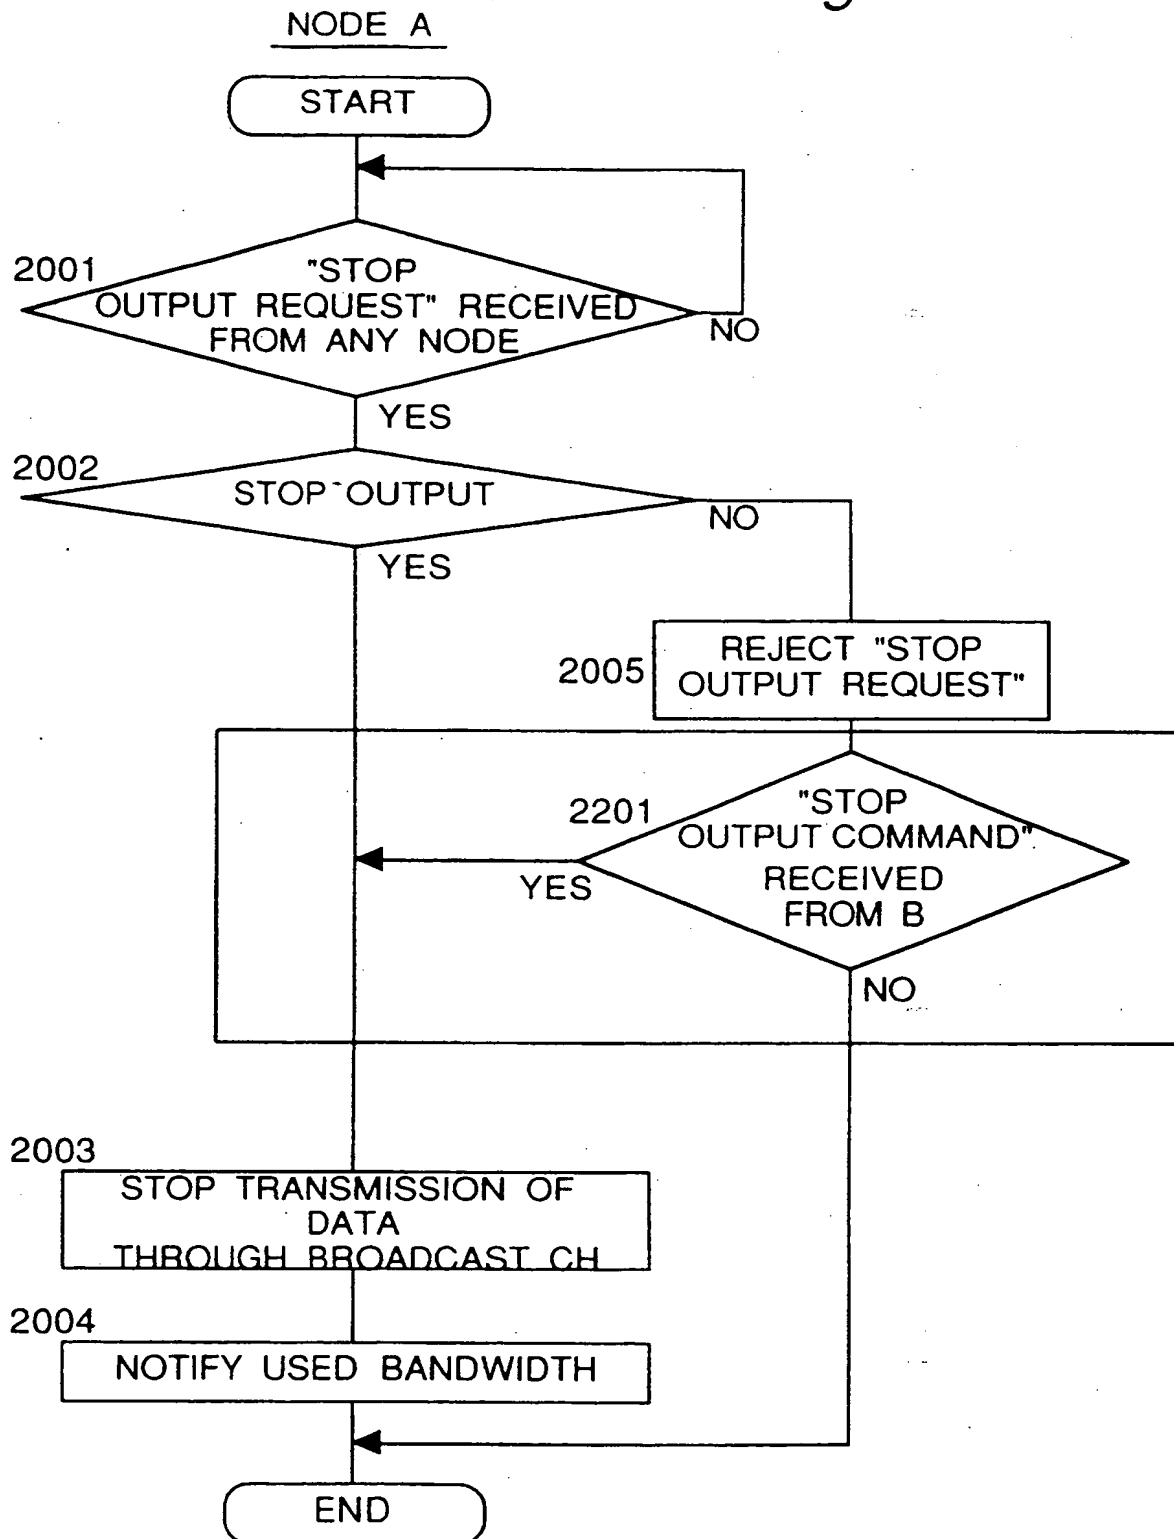 NODE A
START
2001
"STOP
OUTPUT REQUEST" RECEIVED
FROM ANY NODE
NO
YES
2002
STOP OUTPUT
NO
YES
2005
REJECT "STOP
OUTPUT REQUEST"
2201
"STOP
OUTPUT COMMAND"
RECEIVED
FROM B
YES
NO
2003
STOP TRANSMISSION OF
DATA
THROUGH BROADCAST CH
2004
NOTIFY USED BANDWIDTH
END